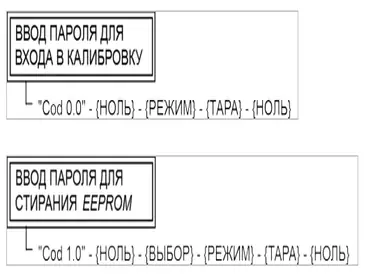 ВВОД ПАРОЛЯ ДЛЯ
ВХОДА В КАЛИБРОВКУ
"Cod 0.0" - {НОЛЬ} - {РЕЖИМ} - {ТАРА} - {НОЛЬ}
ВВОД ПАРОЛЯ ДЛЯ
СТИРАНИЯ EEPROM
"Cod 1.0" - {НОЛЬ} - {ВЫБОР} - {РЕЖИМ} - {ТАРА} - {НОЛЬ}